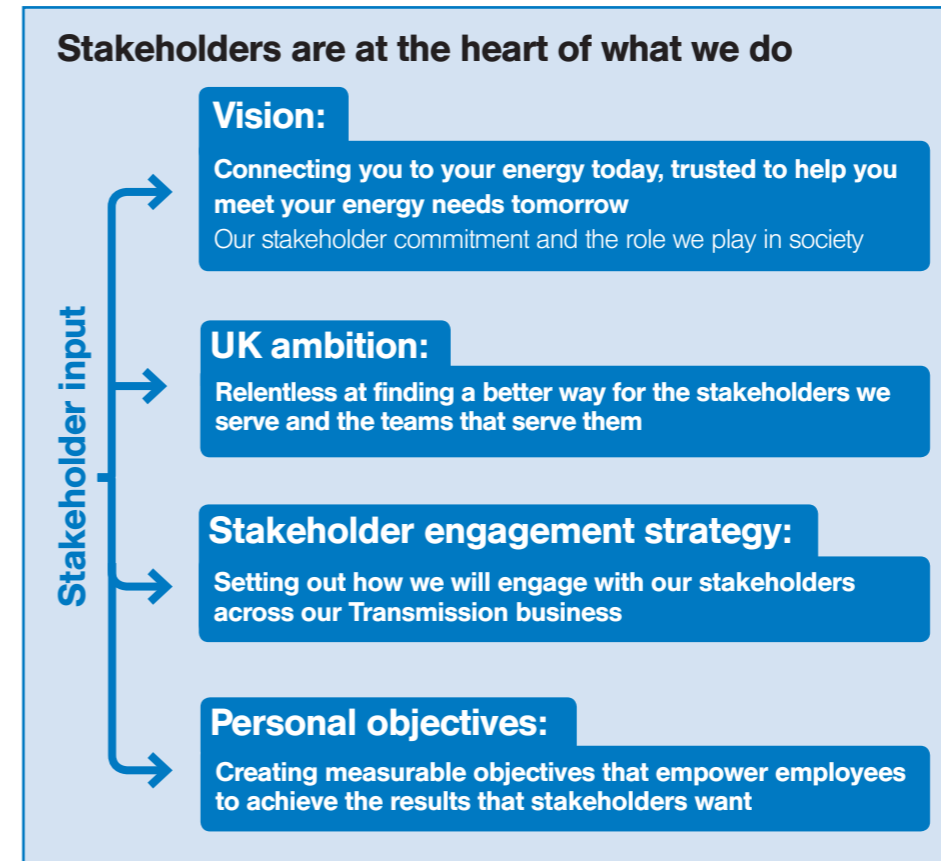 Stakeholders are at the heart of what we do
Stakeholder input
Vision:
Connecting you to your energy today, trusted to help you
meet your energy needs tomorrow
Our stakeholder commitment and the role we play in society
UK ambition:
Relentless at finding a better way for the stakeholders we
serve and the teams that serve them
Stakeholder engagement strategy:
Setting out how we will engage with our stakeholders
across our Transmission business
Personal objectives:
Creating measurable objectives that empower employees
to achieve the results that stakeholders want